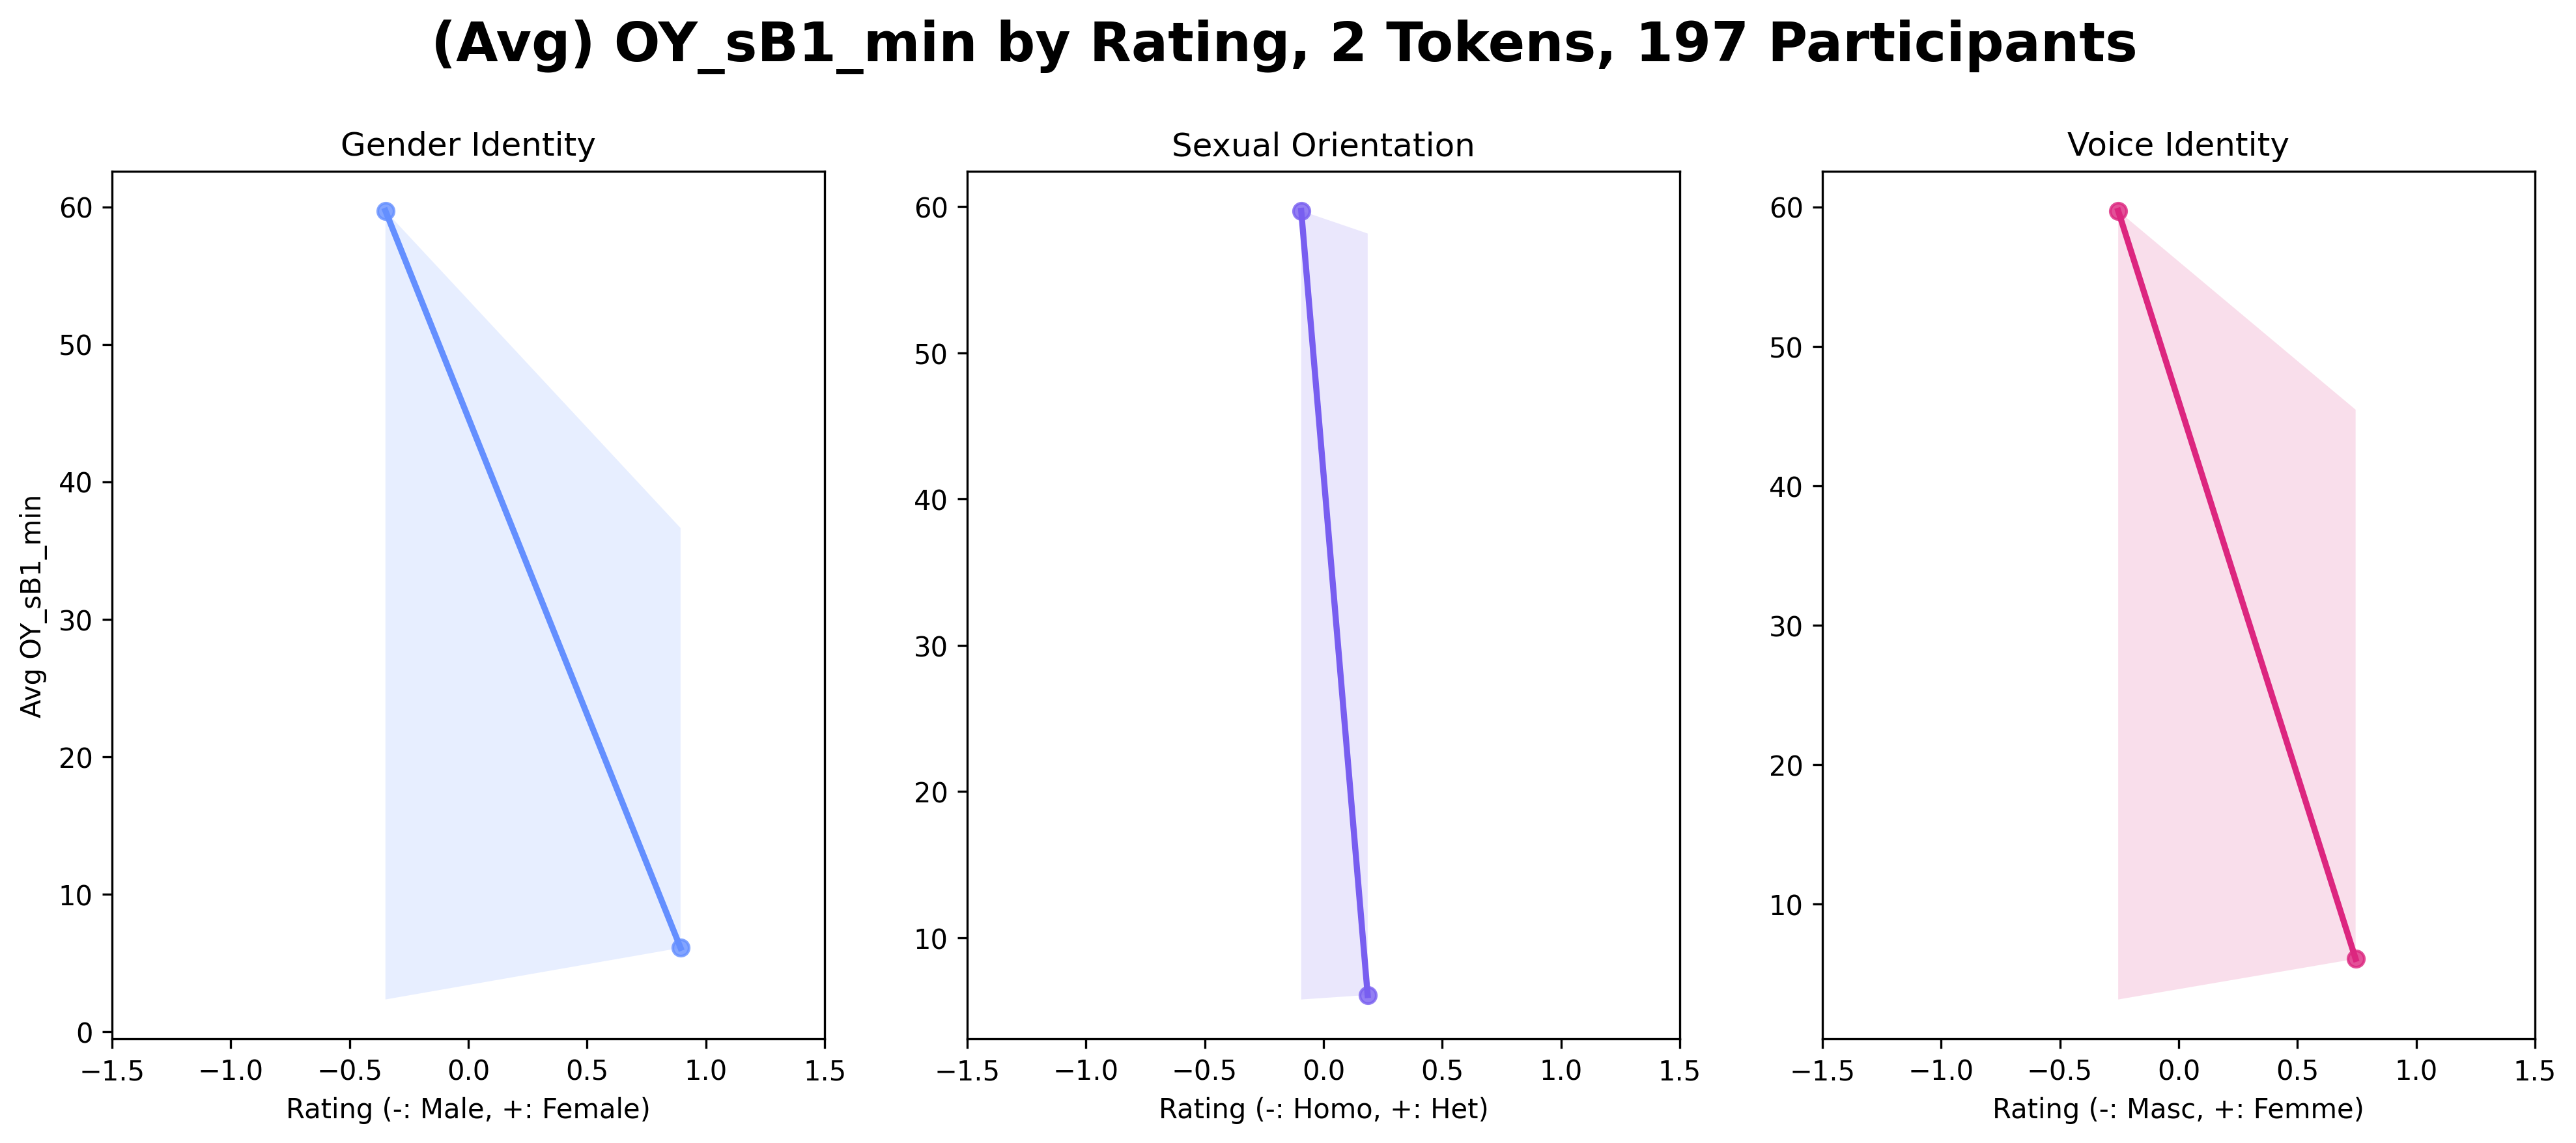 (Avg) OY_sB1_min by Rating, 2 Tokens, 197 Participants
Gender Identity
Sexual Orientation
Voice Identity
Avg OY_sB1_min
60
50
40
30
20
10
0
−1.5 −1.0 −0.5 0.0 0.5 1.0 1.5
Rating (-: Male, +: Female)
60
50
40
30
20
10
−1.5 −1.0 −0.5 0.0 0.5 1.0 1.5
Rating (-: Homo, +: Het)
60
50
40
30
20
10
−1.5 −1.0 −0.5 0.0 0.5 1.0 1.5
Rating (-: Masc, +: Femme)